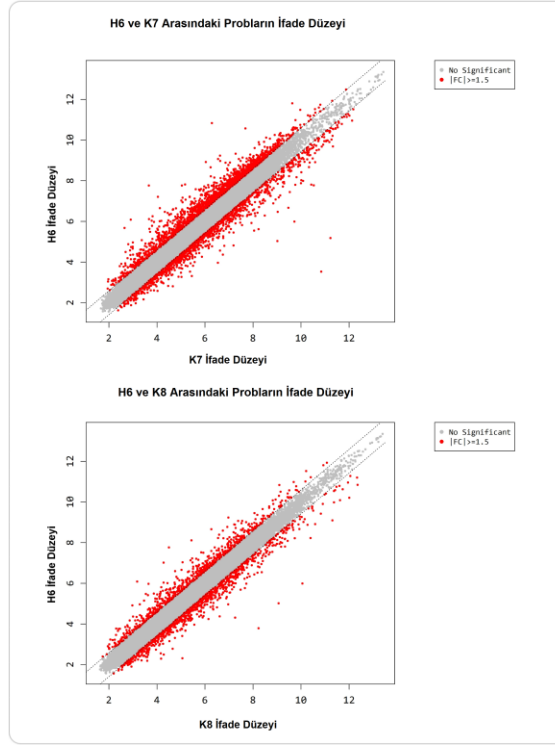 H6 ve K7 Arasındaki Probların İfade Düzeyi
No Significant
|FC|>=1.5
12
10
8
6
4
2
H6 İfade Düzeyi
2 4 6 8 10 12
K7 İfade Düzeyi
H6 ve K8 Arasındaki Probların İfade Düzeyi
No Significant
|FC|>=1.5
12
10
8
6
4
2
H6 İfade Düzeyi
2 4 6 8 10 12
K8 İfade Düzeyi